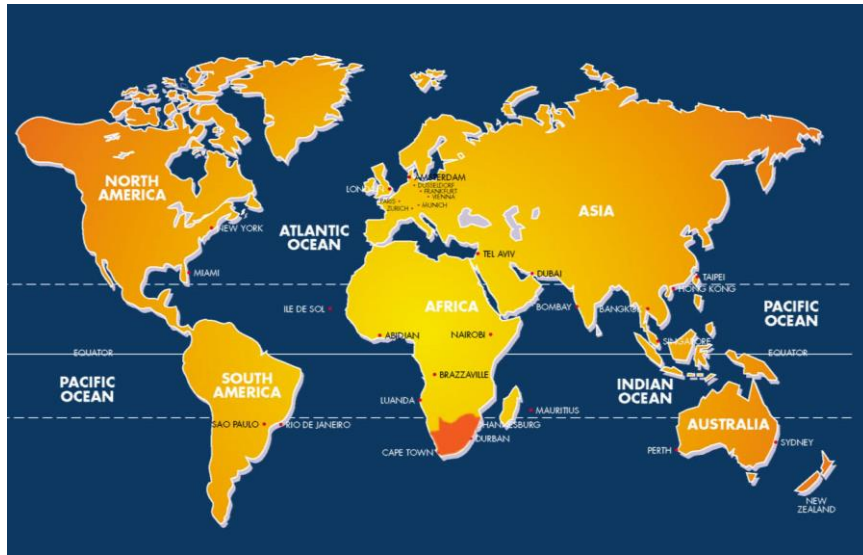 NORTH
AMERICA
NEW YORK
MIAMI
ATLANTIC
OCEAN
LONDON
AMSTERDAM
DUSSELDORF
FRANKFURT
VIENNA
PARIS
MUNICH
ZURICH
ASIA
TEL AVIV
DUBAI
TAIPEI
HONG KONG
ILE DE SOL
AFRICA
BOMBAY
BANGKOK
PACIFIC
OCEAN
ABIDIAN
NAIROBI
SINGAPORE
EQUATOR
EQUATOR
PACIFIC
OCEAN
SOUTH
AMERICA
BRAZZAVILLE
INDIAN
OCEAN
LUANDA
MAURITIUS
SAO PAULO
RIO DE JANEIRO
HANNESBURG
DURBAN
CAPE TOWN
AUSTRALIA
PERTH
SYDNEY
NEW
ZEALAND